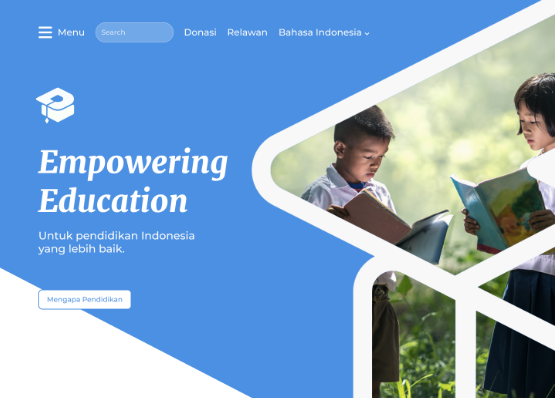 Menu
Search
Donasi
Relawan
Bahasa Indonesia
Empowering
Education
Untuk pendidikan Indonesia
yang lebih baik.
Mengapa Pendidikan